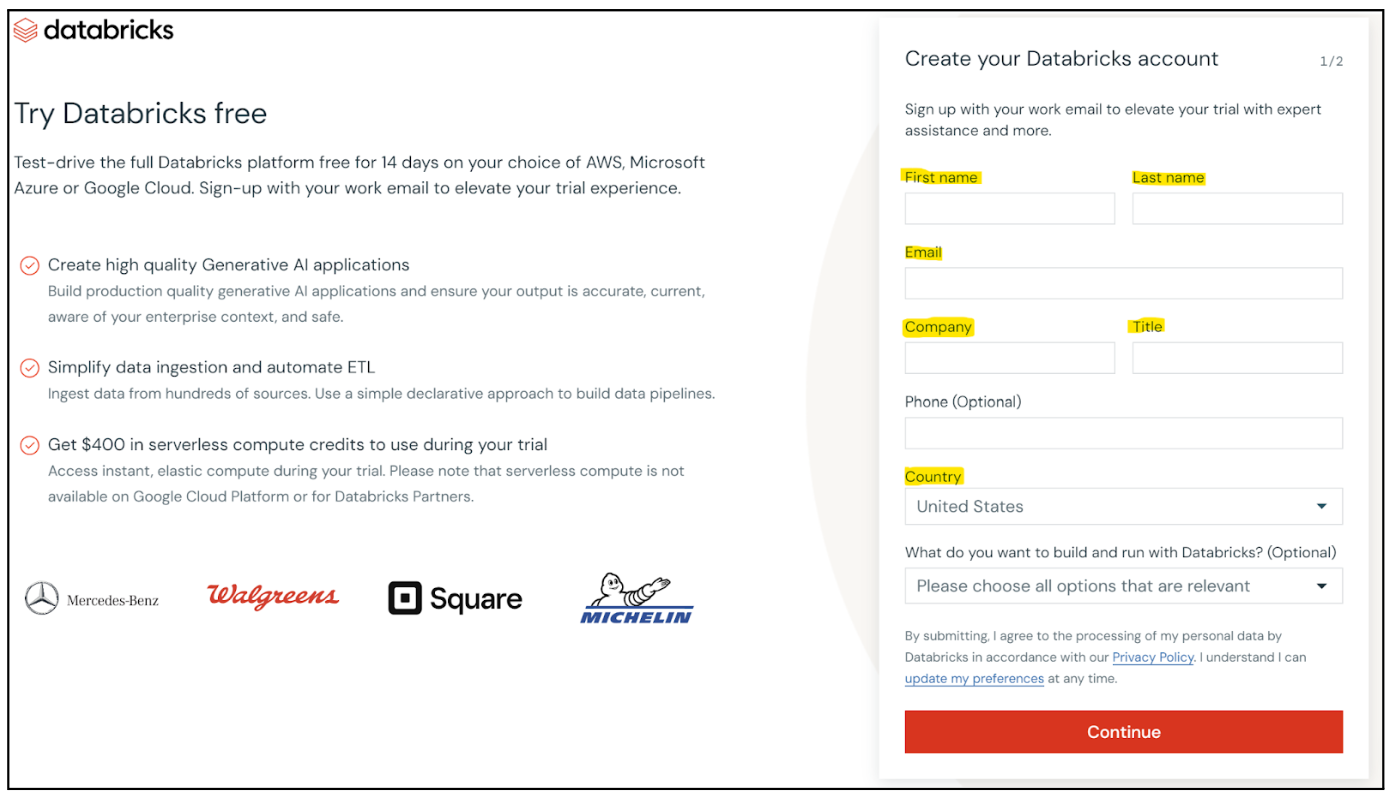 databricks
Try Databricks free
Test-drive the full Databricks platform free for 14 days on your choice of AWS, Microsoft
Azure or Google Cloud. Sign-up with your work email to elevate your trial experience.
Create high quality Generative AI applications
Build production quality generative AI applications and ensure your output is accurate, current,
aware of your enterprise context, and safe.
Simplify data ingestion and automate ETL
Ingest data from hundreds of sources. Use a simple declarative approach to build data pipelines.
Get $400 in serverless compute credits to use during your trial
Access instant, elastic compute during your trial. Please note that serverless compute is not
available on Google Cloud Platform or for Databricks Partners.
Mercedes-Benz
Walgreens
Square
MICHELIN
Create your Databricks account
1/2
Sign up with your work email to elevate your trial with expert
assistance and more.
First name
Last name
Email
Company
Title
Phone (Optional)
Country
United States
What do you want to build and run with Databricks? (Optional)
Please choose all options that are relevant
By submitting, I agree to the processing of my personal data by
Databricks in accordance with our Privacy Policy. I understand I can
update my preferences at any time.
Continue